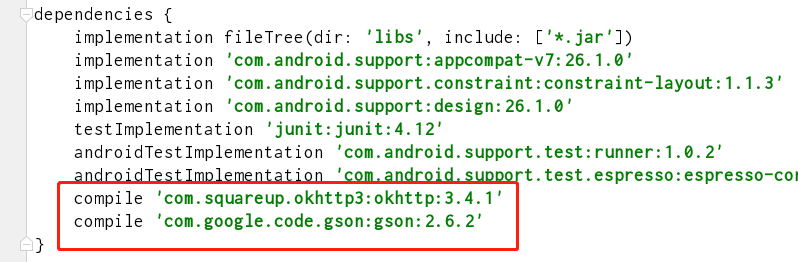 dependencies {
implementation fileTree(dir: 'libs', include: ['*.jar'])
implementation 'com.android.support:appcompat-v7:26.1.0'
implementation 'com.android.support.constraint:constraint-layout:1.1.3'
implementation 'com.android.support:design:26.1.0'
testImplementation 'junit:junit:4.12'
androidTestImplementation 'com.android.support.test:runner:1.0.2'
androidTestImplementation 'com.android.support.test.espresso:espresso-co
compile 'com.squareup.okhttp3:okhttp:3.4.1'
compile 'com.google.code.gson:gson:2.6.2'
}